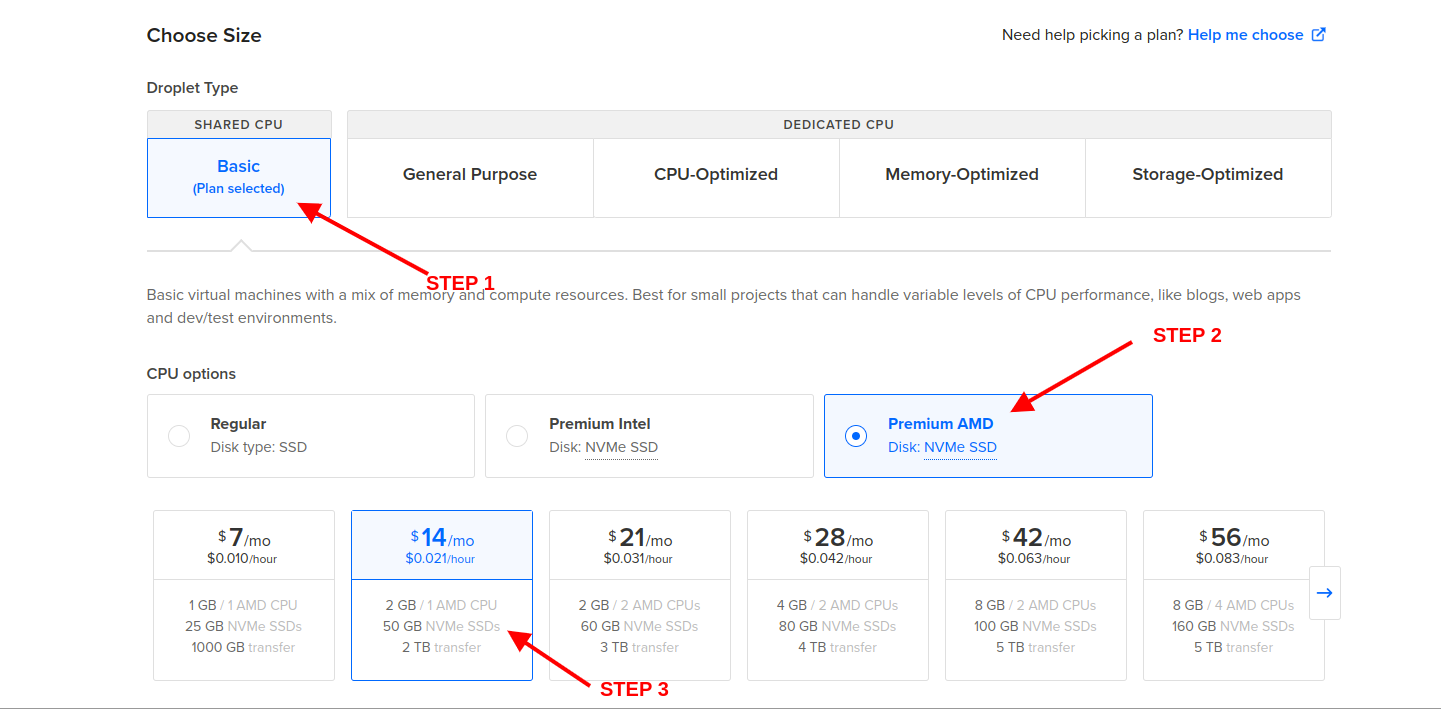 Choose Size
Need help picking a plan? Help me choose
Droplet Type
SHARED CPU
DEDICATED CPU
Basic
(Plan selected)
General Purpose
CPU-Optimized
Memory-Optimized
Storage-Optimized
STEP 1
Basic virtual machines with a mix of memory and compute resources. Best for small projects that can handle variable levels of CPU performance, like blogs, web apps
and dev/test environments.
STEP 2
CPU options
Regular
Disk type: SSD
Premium Intel
Disk: NVMe SSD
Premium AMD
Disk: NVMe SSD
$7/mo
$0.010/hour
1 GB / 1 AMD CPU
25 GB NVMe SSDs
1000 GB transfer
$14/mo
$0.021/hour
2 GB / 1 AMD CPU
50 GB NVMe SSDs
2 TB transfer
$21/mo
$0.031/hour
2 GB / 2 AMD CPUs
60 GB NVMe SSDs
3 TB transfer
$28/mo
$0.042/hour
4 GB / 2 AMD CPUs
80 GB NVMe SSDs
4 TB transfer
$42/mo
$0.063/hour
8 GB / 2 AMD CPUs
100 GB NVMe SSDs
5 TB transfer
$56/mo
$0.083/hour
8 GB / 4 AMD CPUs
160 GB NVMe SSDs
5 TB transfer
STEP 3